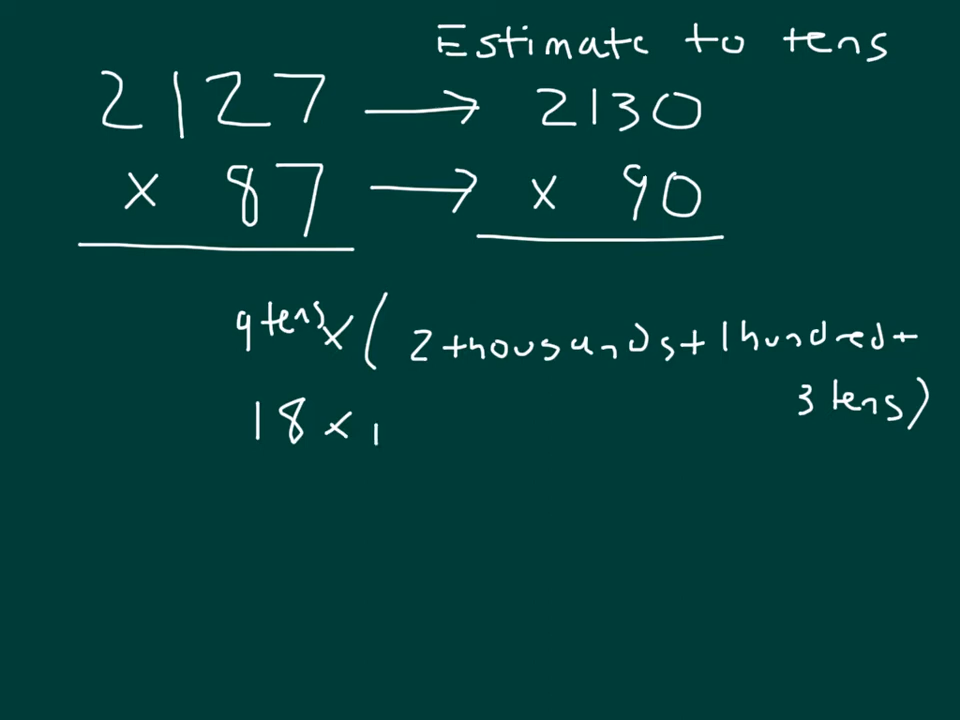 Estimate to tens
2127 → 2130
x 87 → x 90
9 tens x ( 2 thousands + 1 hundred +
3 tens)
18 x 1